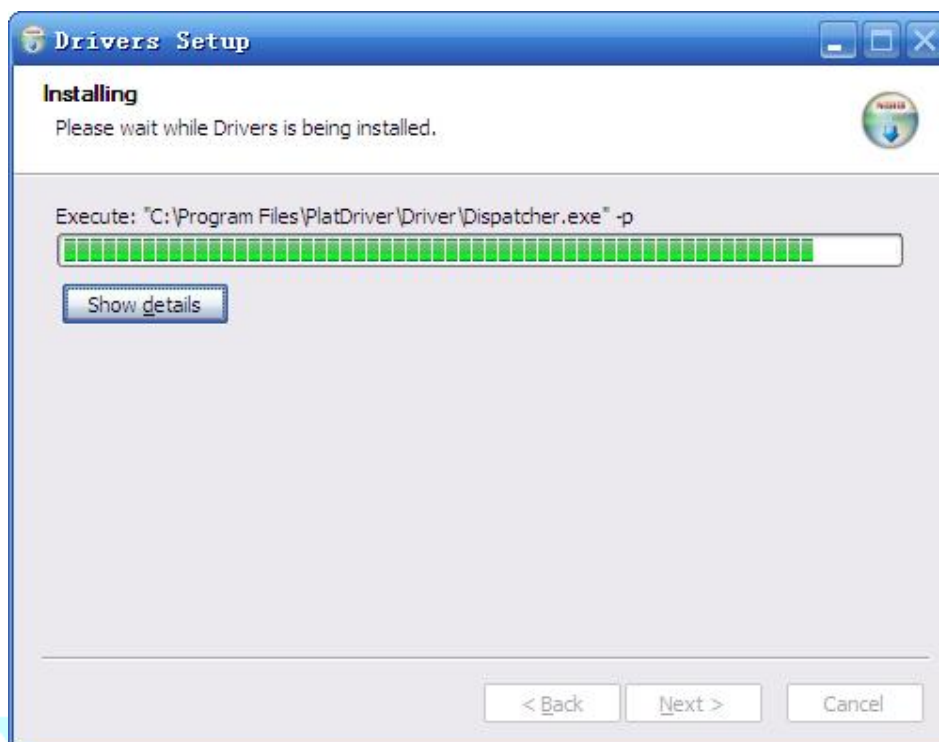 Drivers Setup
Installing
Please wait while Drivers is being installed.
Execute: "C:\Program Files\PlatDriver\Driver\Dispatcher.exe" -p
Show details
< Back
Next >
Cancel